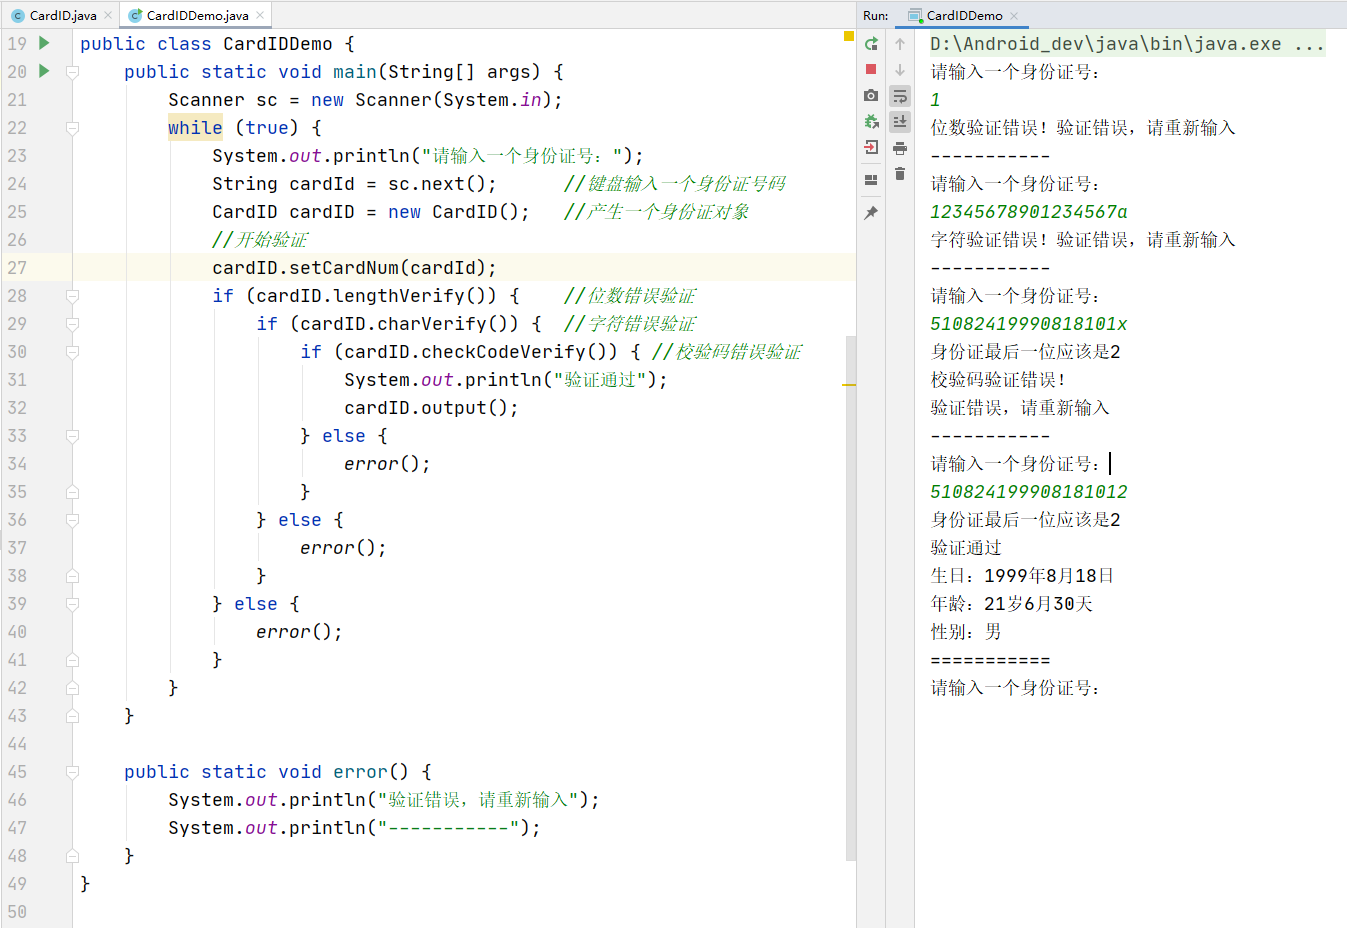 CardID.java
CardIDDemo.java
19 public class CardIDDemo {
20 public static void main(String[] args) {
21 Scanner sc = new Scanner(System.in);
22 while (true) {
23 System.out.println("请输入一个身份证号：");
24 String cardId = sc.next(); //键盘输入一个身份证号码
25 CardID cardID = new CardID(); //产生一个身份证对象
26 //开始验证
27 cardID.setCardNum(cardId);
28 if (cardID.lengthVerify()) { //位数错误验证
29 if (cardID.charVerify()) { //字符错误验证
30 if (cardID.checkCodeVerify()) { //校验码错误验证
31 System.out.println("验证通过");
32 cardID.output();
33 } else {
34 error();
35 }
36 } else {
37 error();
38 }
39 } else {
40 error();
41 }
42 }
43 }
44
45 public static void error() {
46 System.out.println("验证错误，请重新输入");
47 System.out.println("-----------");
48 }
49 }
50
Run: CardIDDemo
D:\Android_dev\java\bin\java.exe ...
请输入一个身份证号：
1
位数验证错误！验证错误，请重新输入
-----------
请输入一个身份证号：
12345678901234567a
字符验证错误！验证错误，请重新输入
-----------
请输入一个身份证号：
51082419990818101x
身份证最后一位应该是2
校验码验证错误！
验证错误，请重新输入
-----------
请输入一个身份证号：
510824199908181012
身份证最后一位应该是2
验证通过
生日：1999年8月18日
年龄：21岁6月30天
性别：男
===========
请输入一个身份证号：